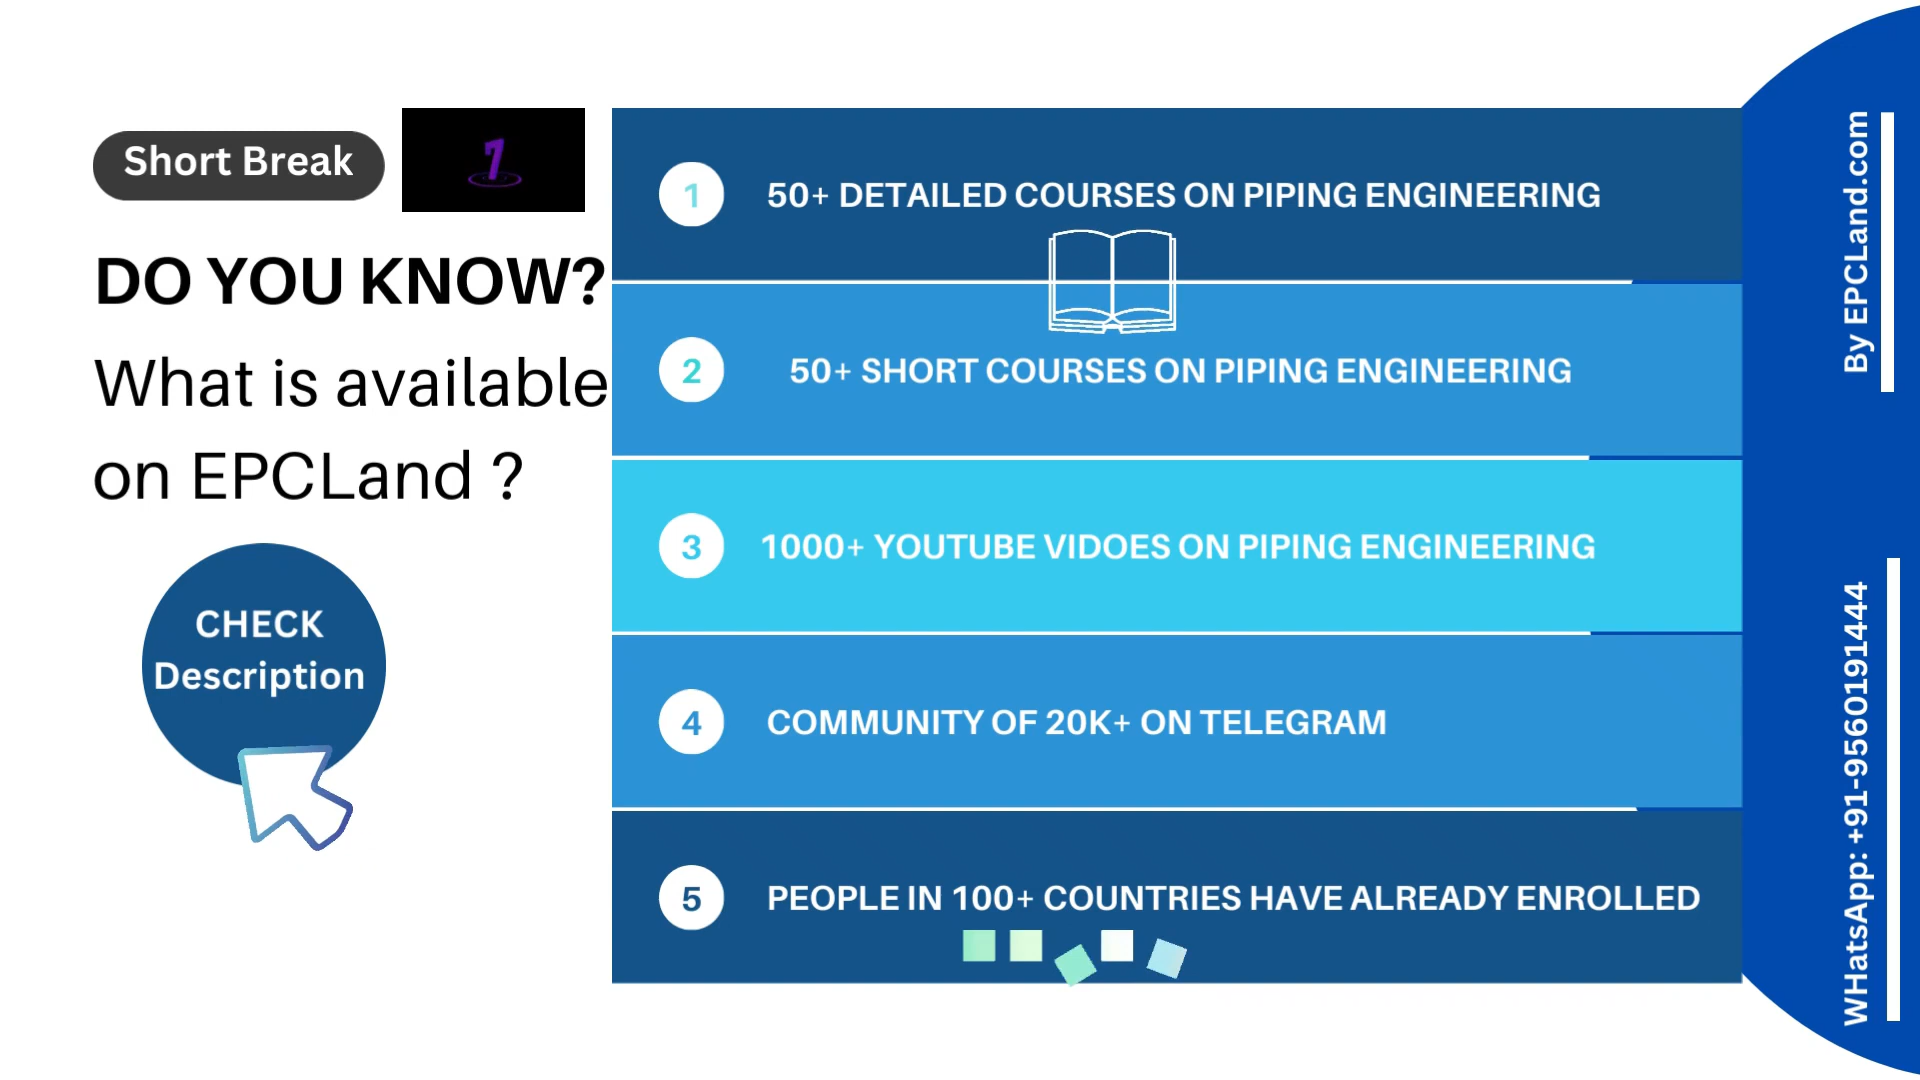 Short Break
1
DO YOU KNOW?
What is available
on EPCLand ?
CHECK
Description
1
50+ DETAILED COURSES ON PIPING ENGINEERING
2
50+ SHORT COURSES ON PIPING ENGINEERING
3
1000+ YOUTUBE VIDOES ON PIPING ENGINEERING
4
COMMUNITY OF 20K+ ON TELEGRAM
5
PEOPLE IN 100+ COUNTRIES HAVE ALREADY ENROLLED
By EPCLand.com
WHatsApp: +91-9560191444